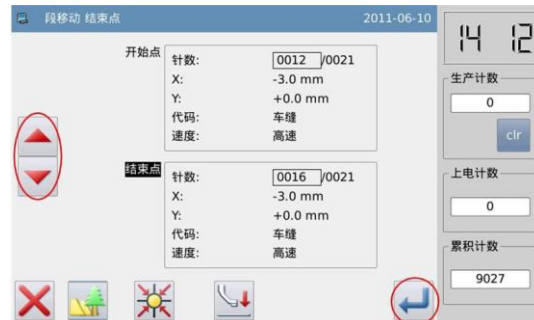 段移动 结束点 2011-06-10
14 12
开始点
针数: 0012 /0021
X: -3.0 mm
Y: +0.0 mm
代码: 车缝
速度: 高速
结束点
针数: 0016 /0021
X: -3.0 mm
Y: +0.0 mm
代码: 车缝
速度: 高速
生产计数
0
clr
上电计数
0
累积计数
9027